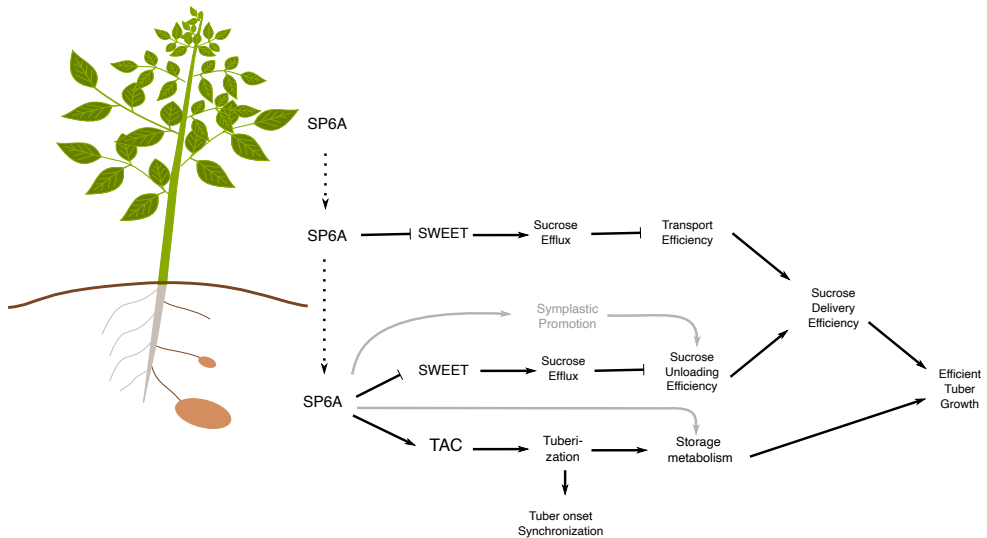 SP6A
SP6A
SWEET
Sucrose
Efflux
Transport
Efficiency
Sucrose
Delivery
Efficiency
Symplastic
Promotion
SWEET
Sucrose
Efflux
Sucrose
Unloading
Efficiency
Efficient
Tuber
Growth
SP6A
TAC
Tuberi-
zation
Storage
metabolism
Tuber onset
Synchronization